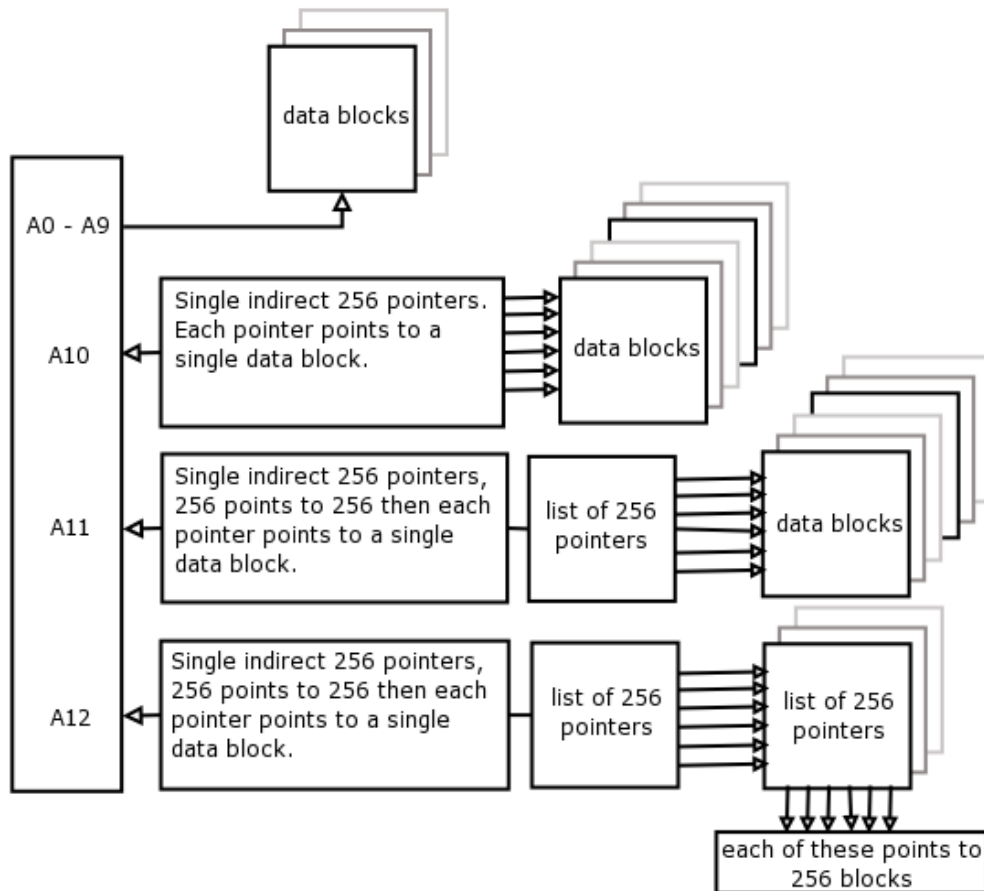 data blocks
A0 - A9
Single indirect 256 pointers.
Each pointer points to a
single data block.
A10
data blocks
Single indirect 256 pointers,
256 points to 256 then each
pointer points to a single
data block.
A11
list of 256
pointers
data blocks
Single indirect 256 pointers,
256 points to 256 then each
pointer points to a single
data block.
A12
list of 256
pointers
list of 256
pointers
each of these points to
256 blocks